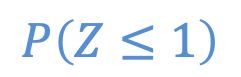 P(Z ≤ 1)